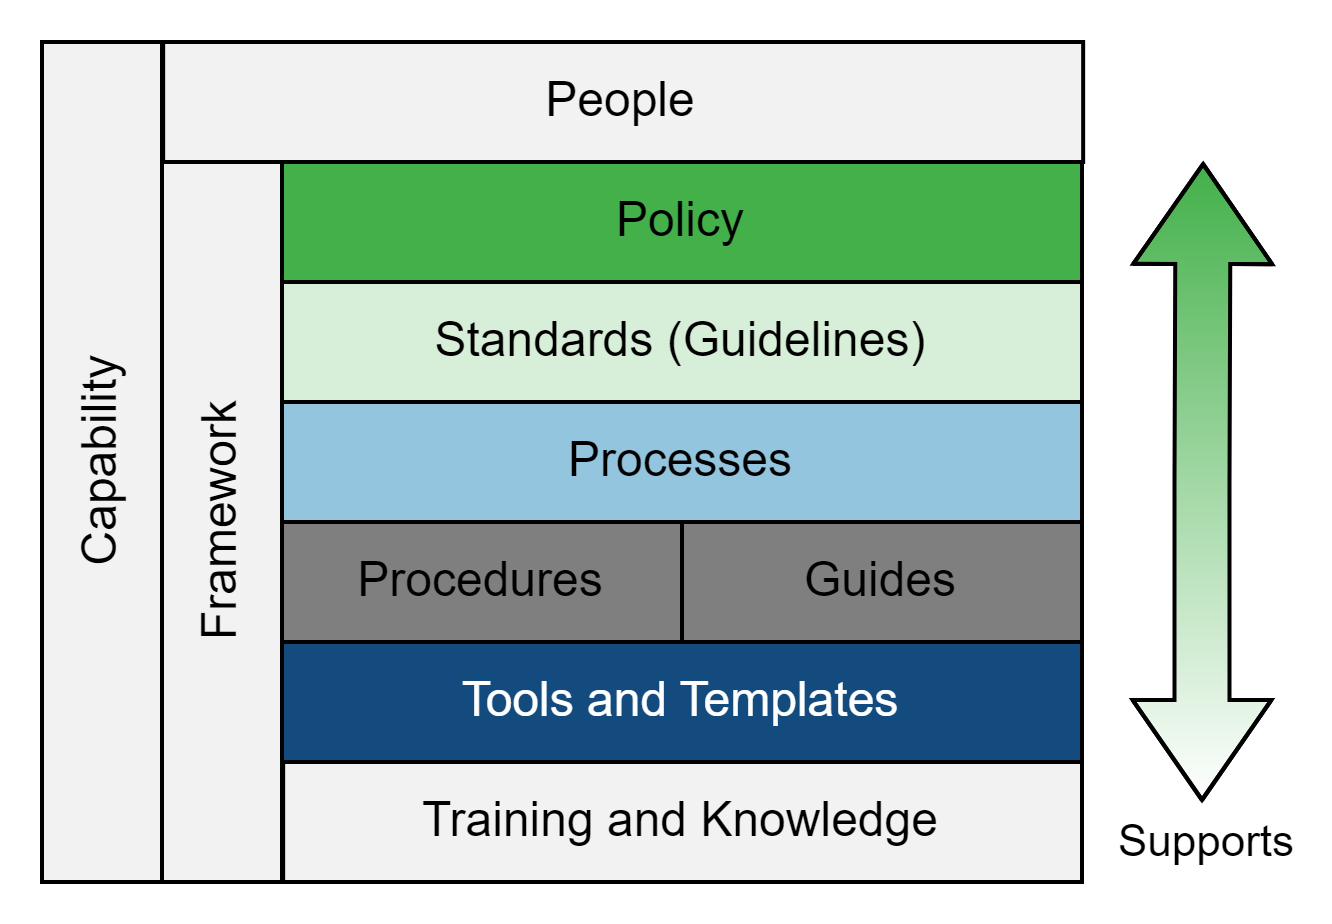 People
Policy
Standards (Guidelines)
Processes
Procedures
Guides
Tools and Templates
Training and Knowledge
Capability
Framework
Supports